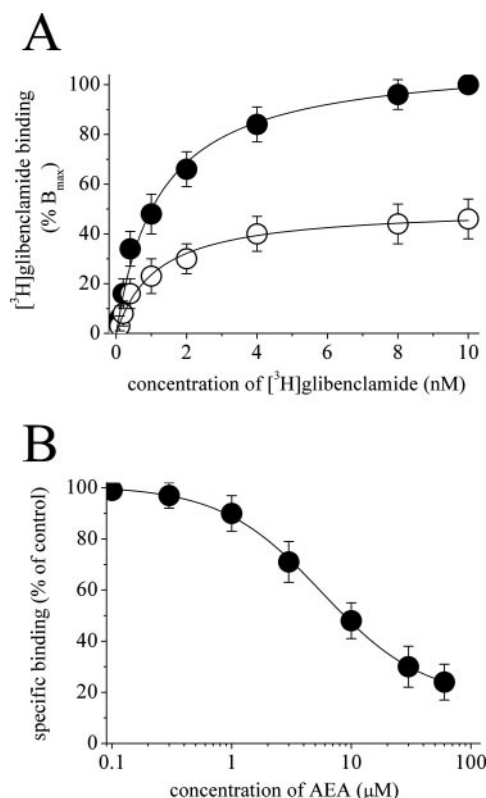 A
[³H]glibenclamide binding
(% Bmax)
100
80
60
40
20
0
0 2 4 6 8 10
concentration of [³H]glibenclamide (nM)
B
specific binding (% of control)
100
80
60
40
20
0
0.1 1 10 100
concentration of AEA (µM)